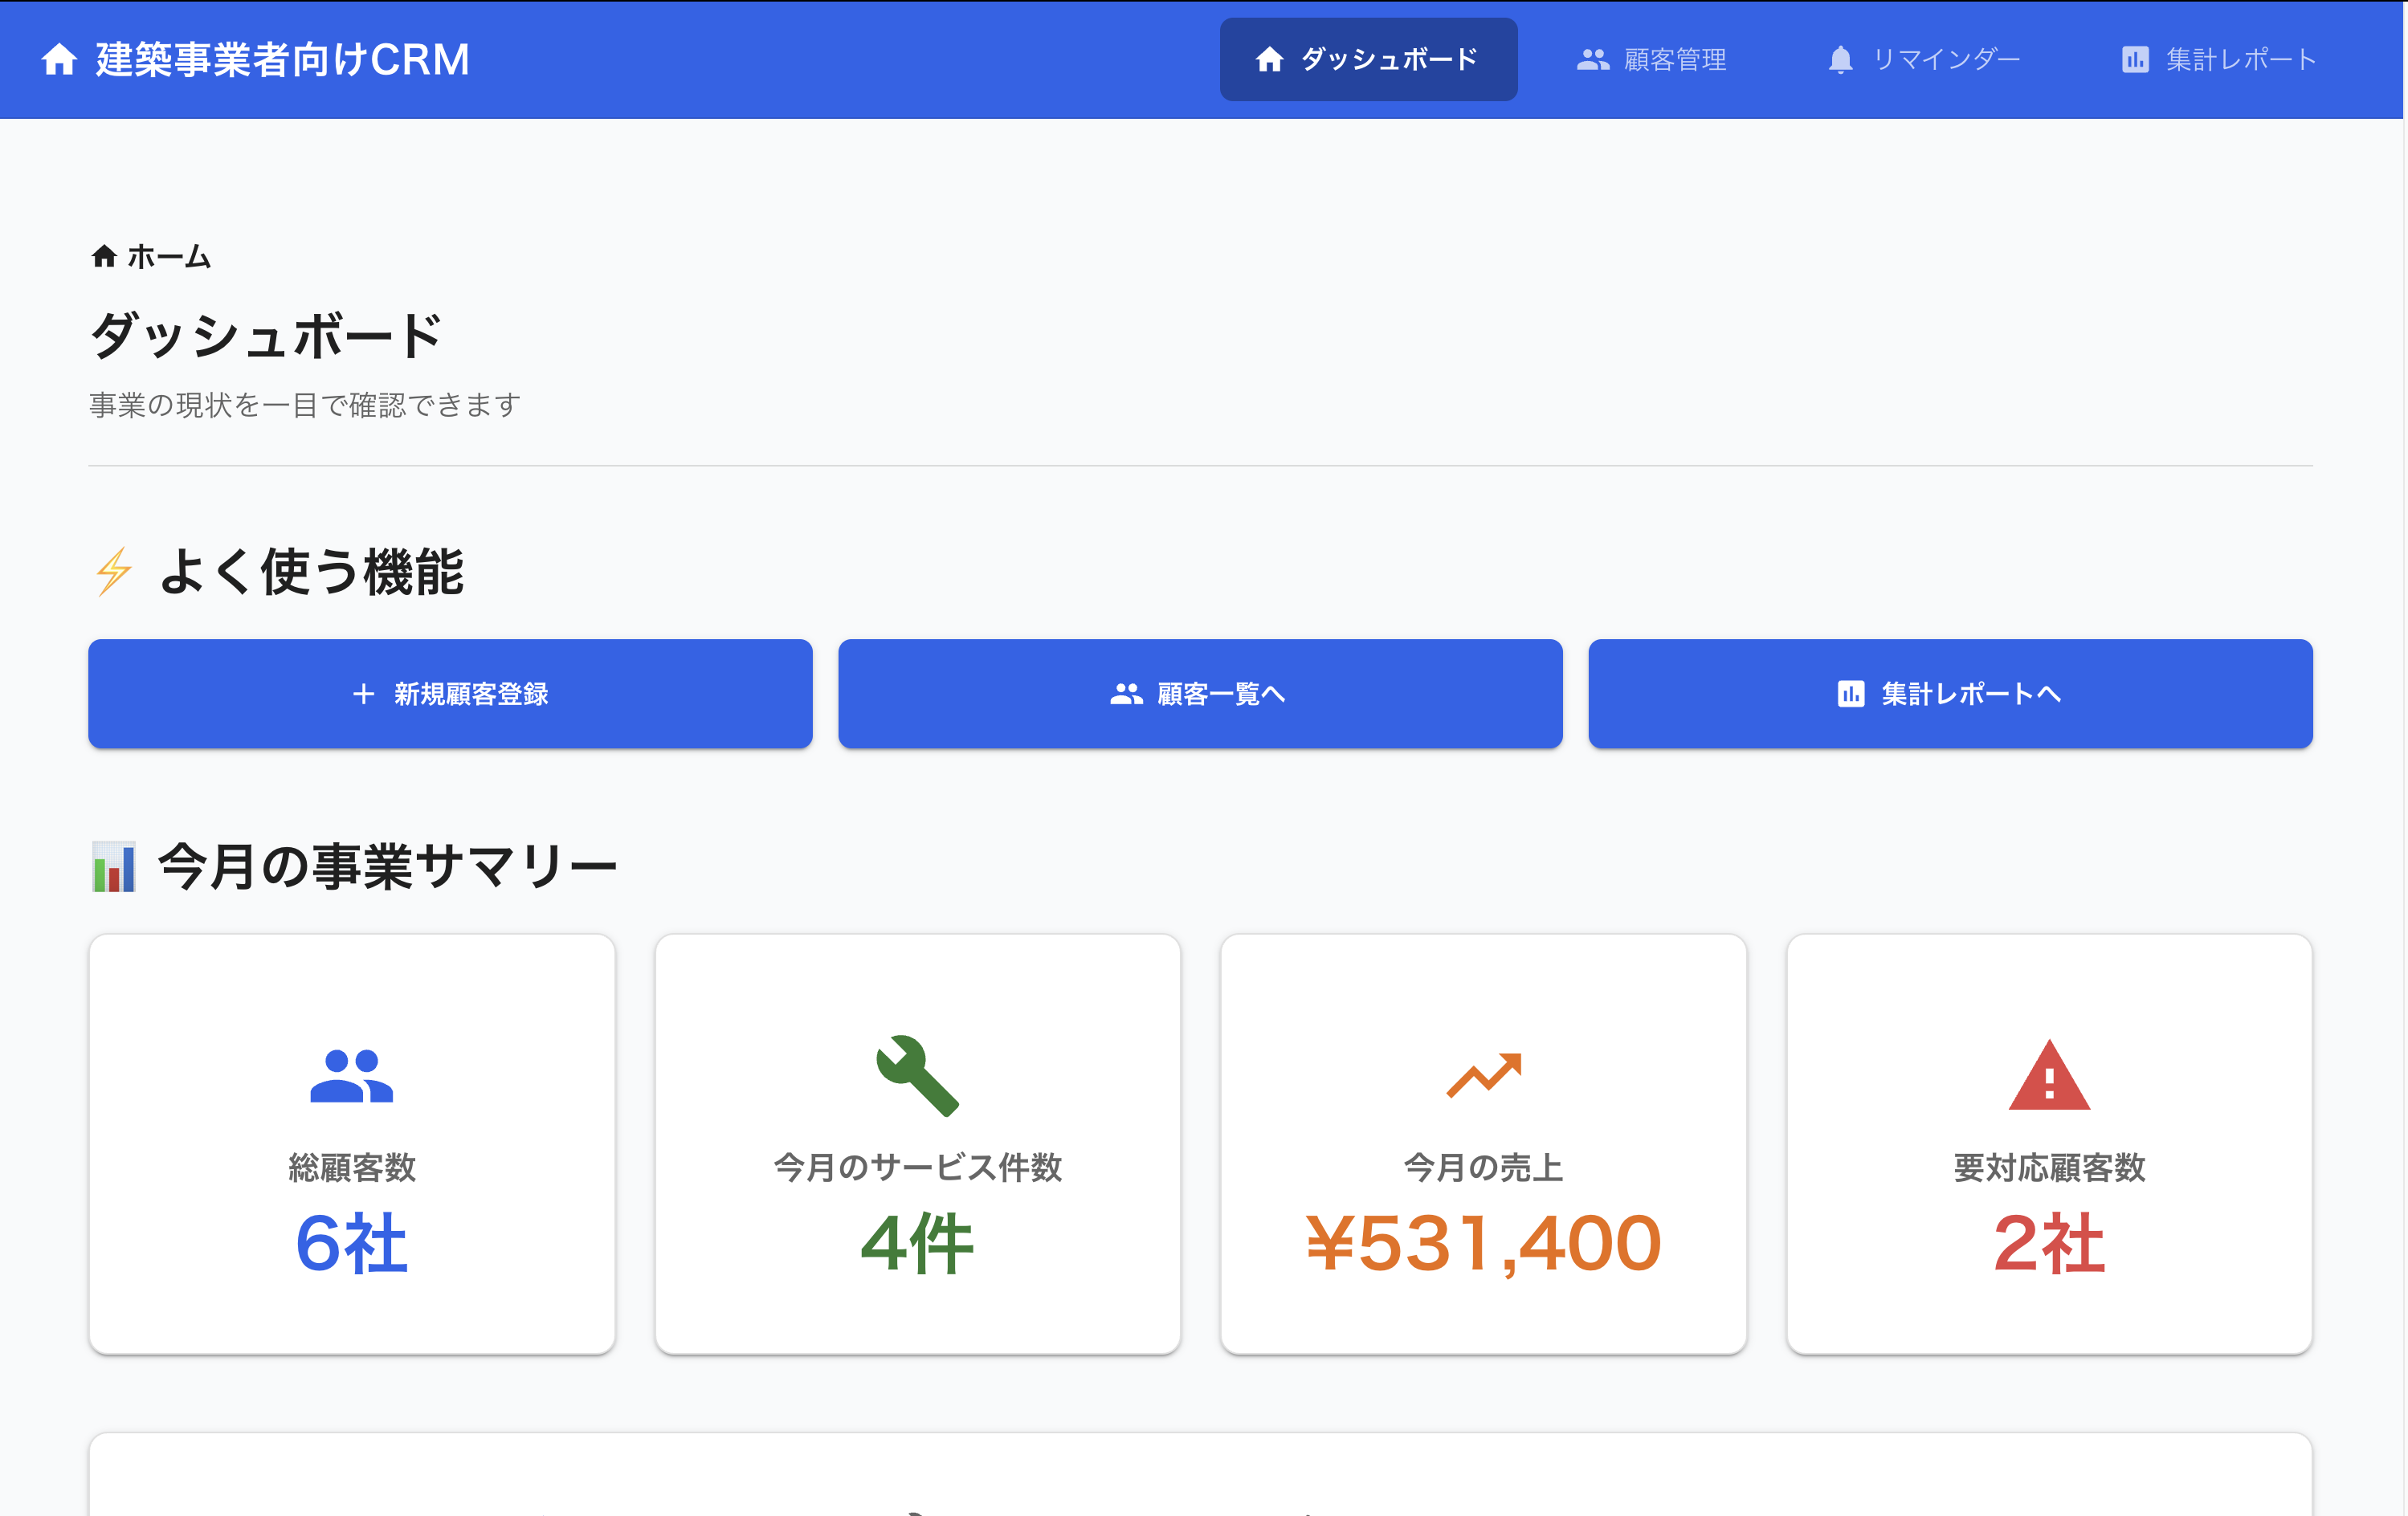 建築事業者向けCRM
ダッシュボード
顧客管理
リマインダー
集計レポート
ホーム
ダッシュボード
事業の現状を一目で確認できます
よく使う機能
新規顧客登録
顧客一覧へ
集計レポートへ
今月の事業サマリー
総顧客数
6社
今月のサービス件数
4件
今月の売上
¥531,400
要対応顧客数
2社